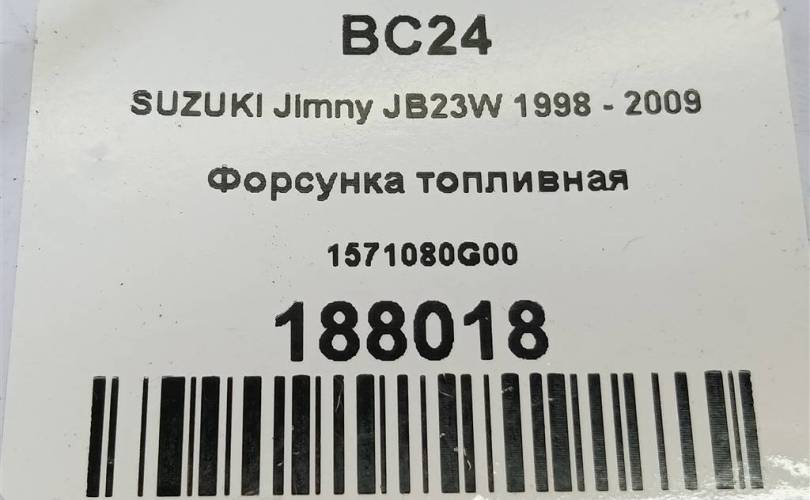 BC24
SUZUKI Jimny JB23W 1998 - 2009
Форсунка топливная
1571080G00
188018